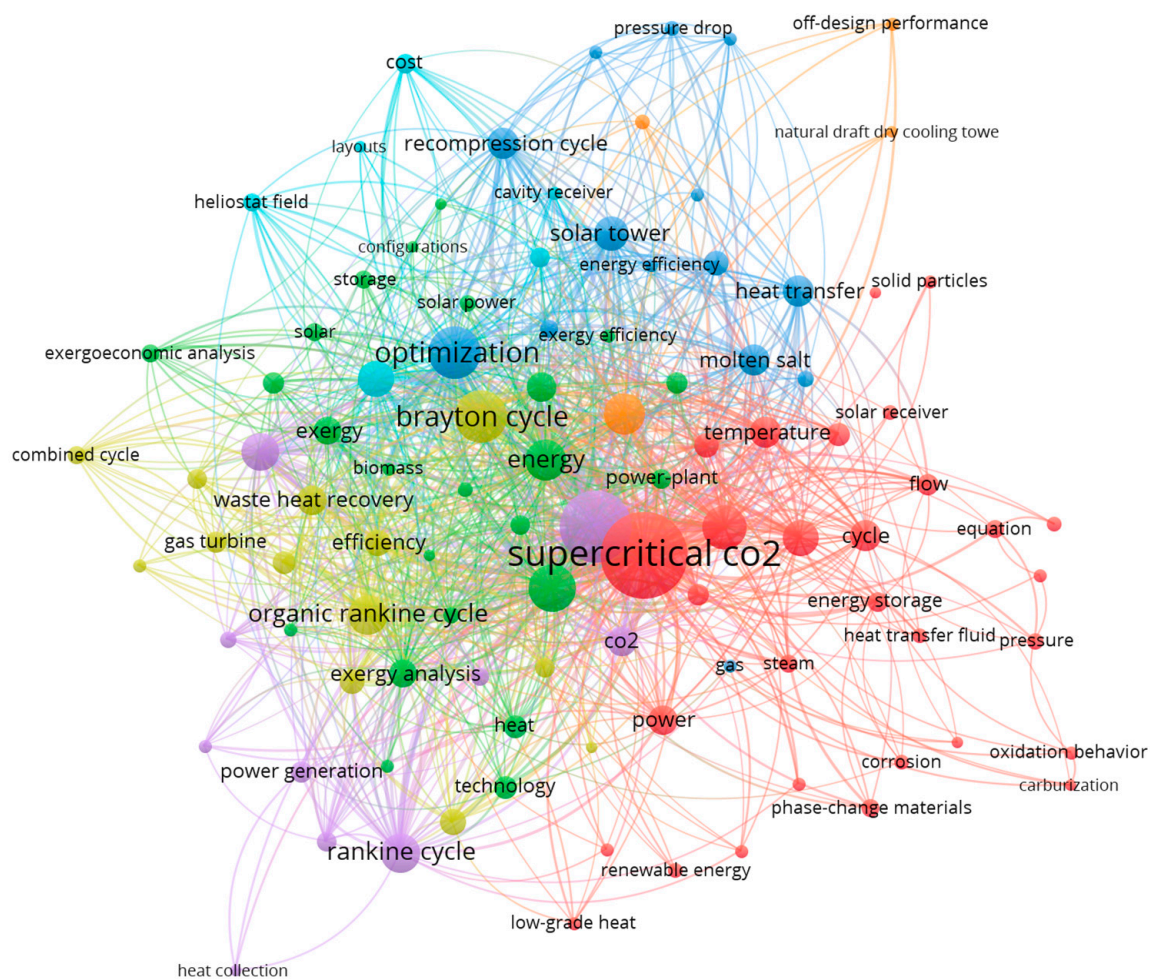 off-design performance
pressure drop
cost
natural draft dry cooling towe
recompression cycle
layouts
cavity receiver
heliostat field
solar tower
configurations
energy efficiency
storage
solid particles
heat transfer
solar power
solar
exergy efficiency
exergoeconomic analysis
optimization
molten salt
brayton cycle
solar receiver
exergy
temperature
combined cycle
energy
biomass
power-plant
flow
waste heat recovery
equation
gas turbine
efficiency
cycle
supercritical co2
energy storage
organic rankine cycle
heat transfer fluid
pressure
co2
gas
steam
exergy analysis
power
heat
oxidation behavior
corrosion
power generation
technology
carburization
phase-change materials
rankine cycle
renewable energy
low-grade heat
heat collection